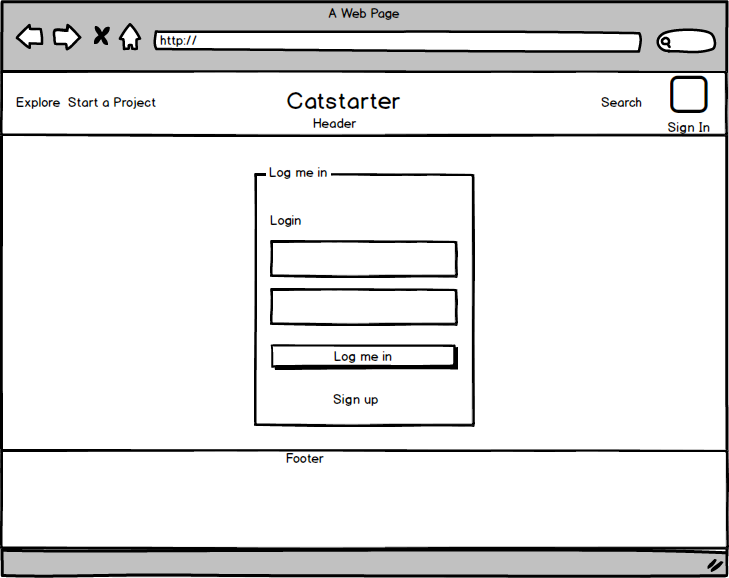 A Web Page
http://
Explore Start a Project
Catstarter
Search
Header
Sign In
Log me in
Login
Log me in
Sign up
Footer